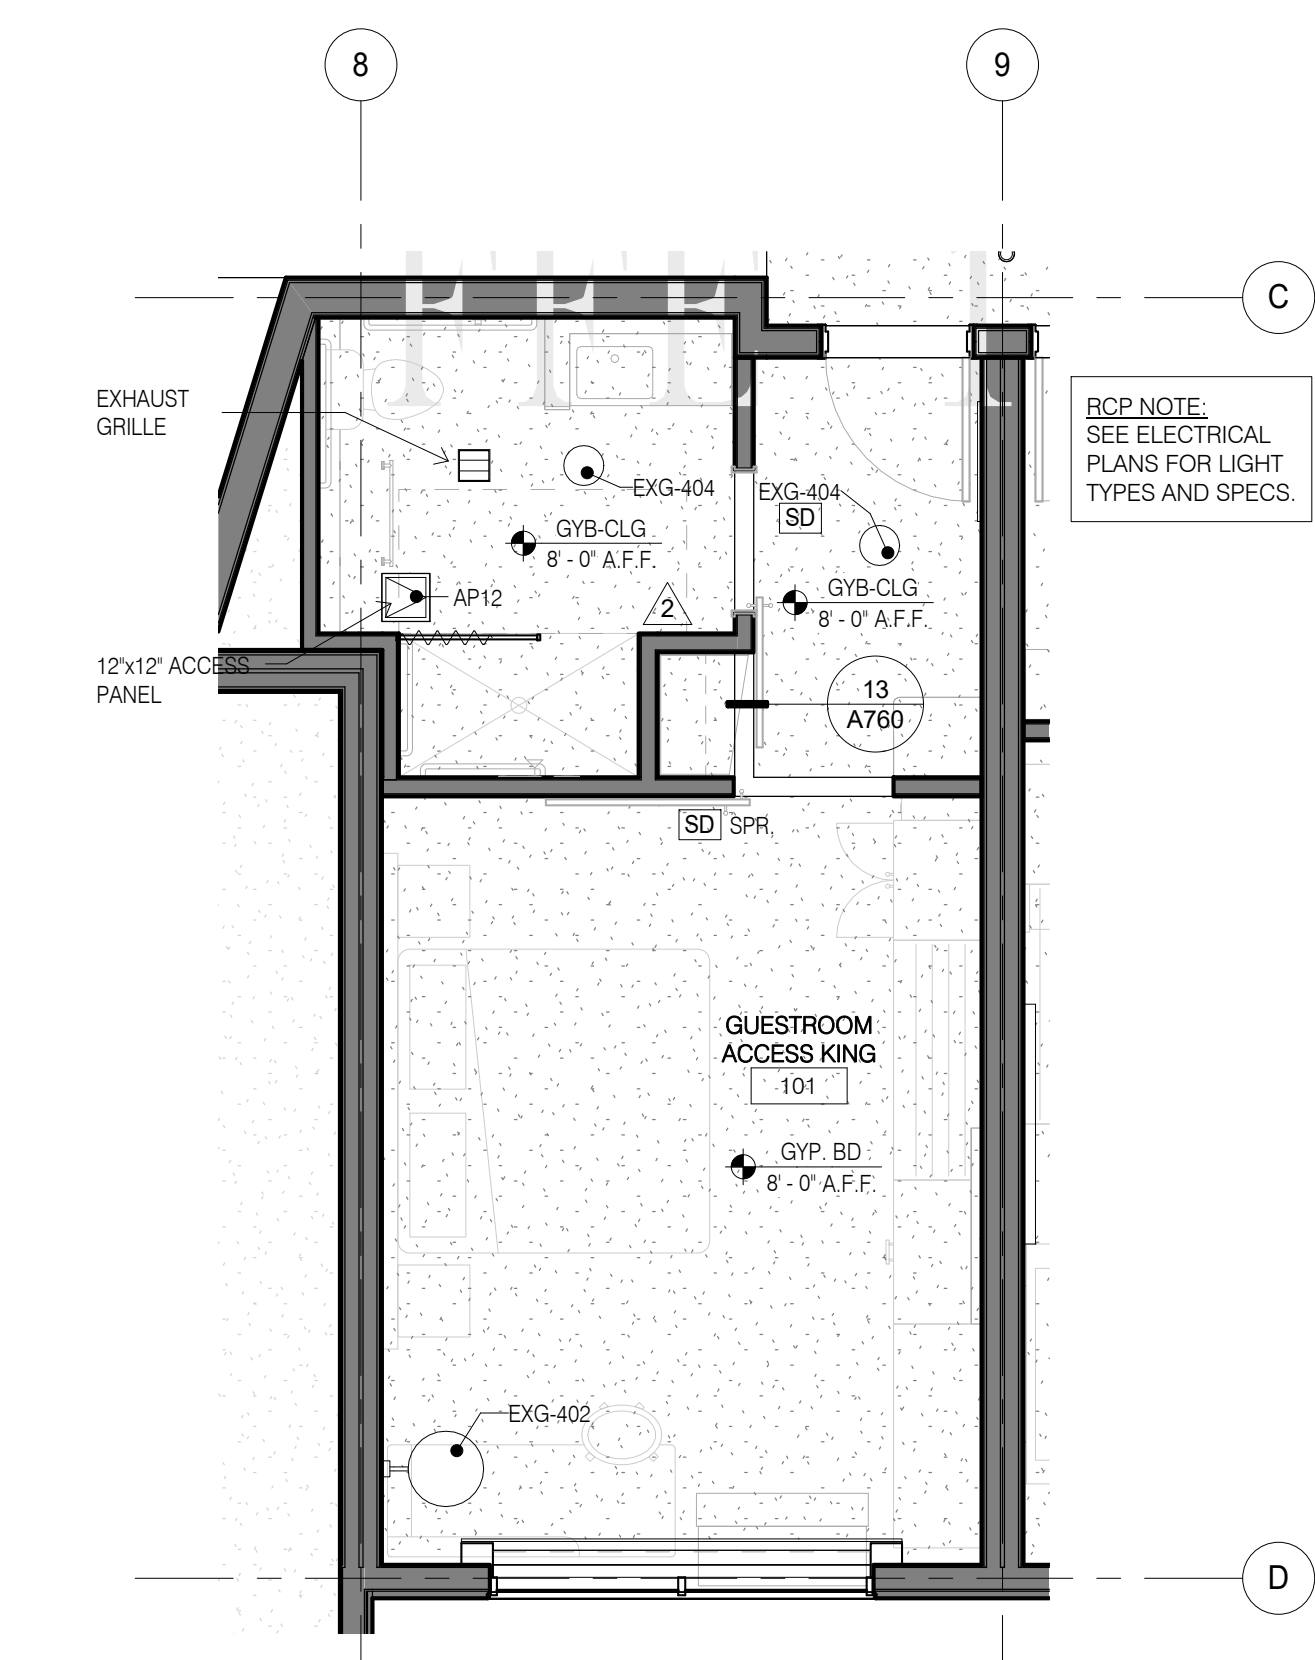 8
9
C
EXHAUST
GRILLE
RCP NOTE:
SEE ELECTRICAL
PLANS FOR LIGHT
TYPES AND SPECS.
EXG-404
EXG-404
SD
GYB-CLG
8' - 0" A.F.F.
GYB-CLG
8' - 0" A.F.F.
AP12
2
12"x12" ACCESS
PANEL
13
A760
SD SPR.
GUESTROOM
ACCESS KING
101
GYP. BD
8' - 0" A.F.F.
EXG-402
D